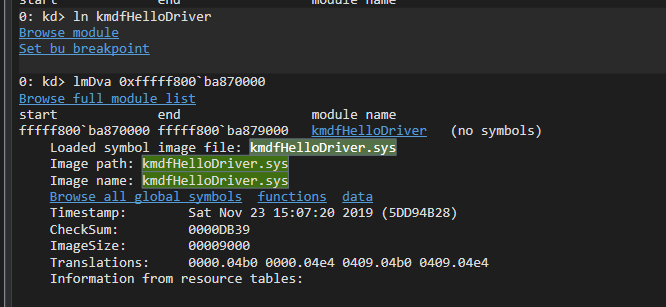 start end module name
0: kd> ln kmdfHelloDriver
Browse module
Set bu breakpoint
0: kd> lmDva 0xfffff800`ba870000
Browse full module list
start end module name
fffff800`ba870000 fffff800`ba879000 kmdfHelloDriver (no symbols)
Loaded symbol image file: kmdfHelloDriver.sys
Image path: kmdfHelloDriver.sys
Image name: kmdfHelloDriver.sys
Browse all global symbols functions data
Timestamp: Sat Nov 23 15:07:20 2019 (5DD94B28)
CheckSum: 0000DB39
ImageSize: 00009000
Translations: 0000.04b0 0000.04e4 0409.04b0 0409.04e4
Information from resource tables: